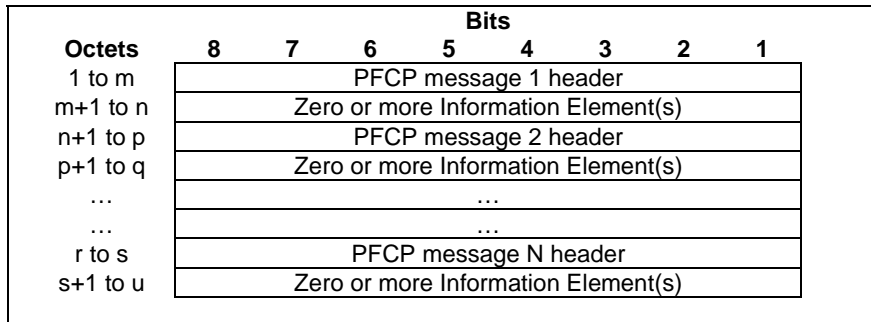 Bits
Octets 8 7 6 5 4 3 2 1
1 to m PFCP message 1 header
m+1 to n Zero or more Information Element(s)
n+1 to p PFCP message 2 header
p+1 to q Zero or more Information Element(s)
… …
… …
r to s PFCP message N header
s+1 to u Zero or more Information Element(s)